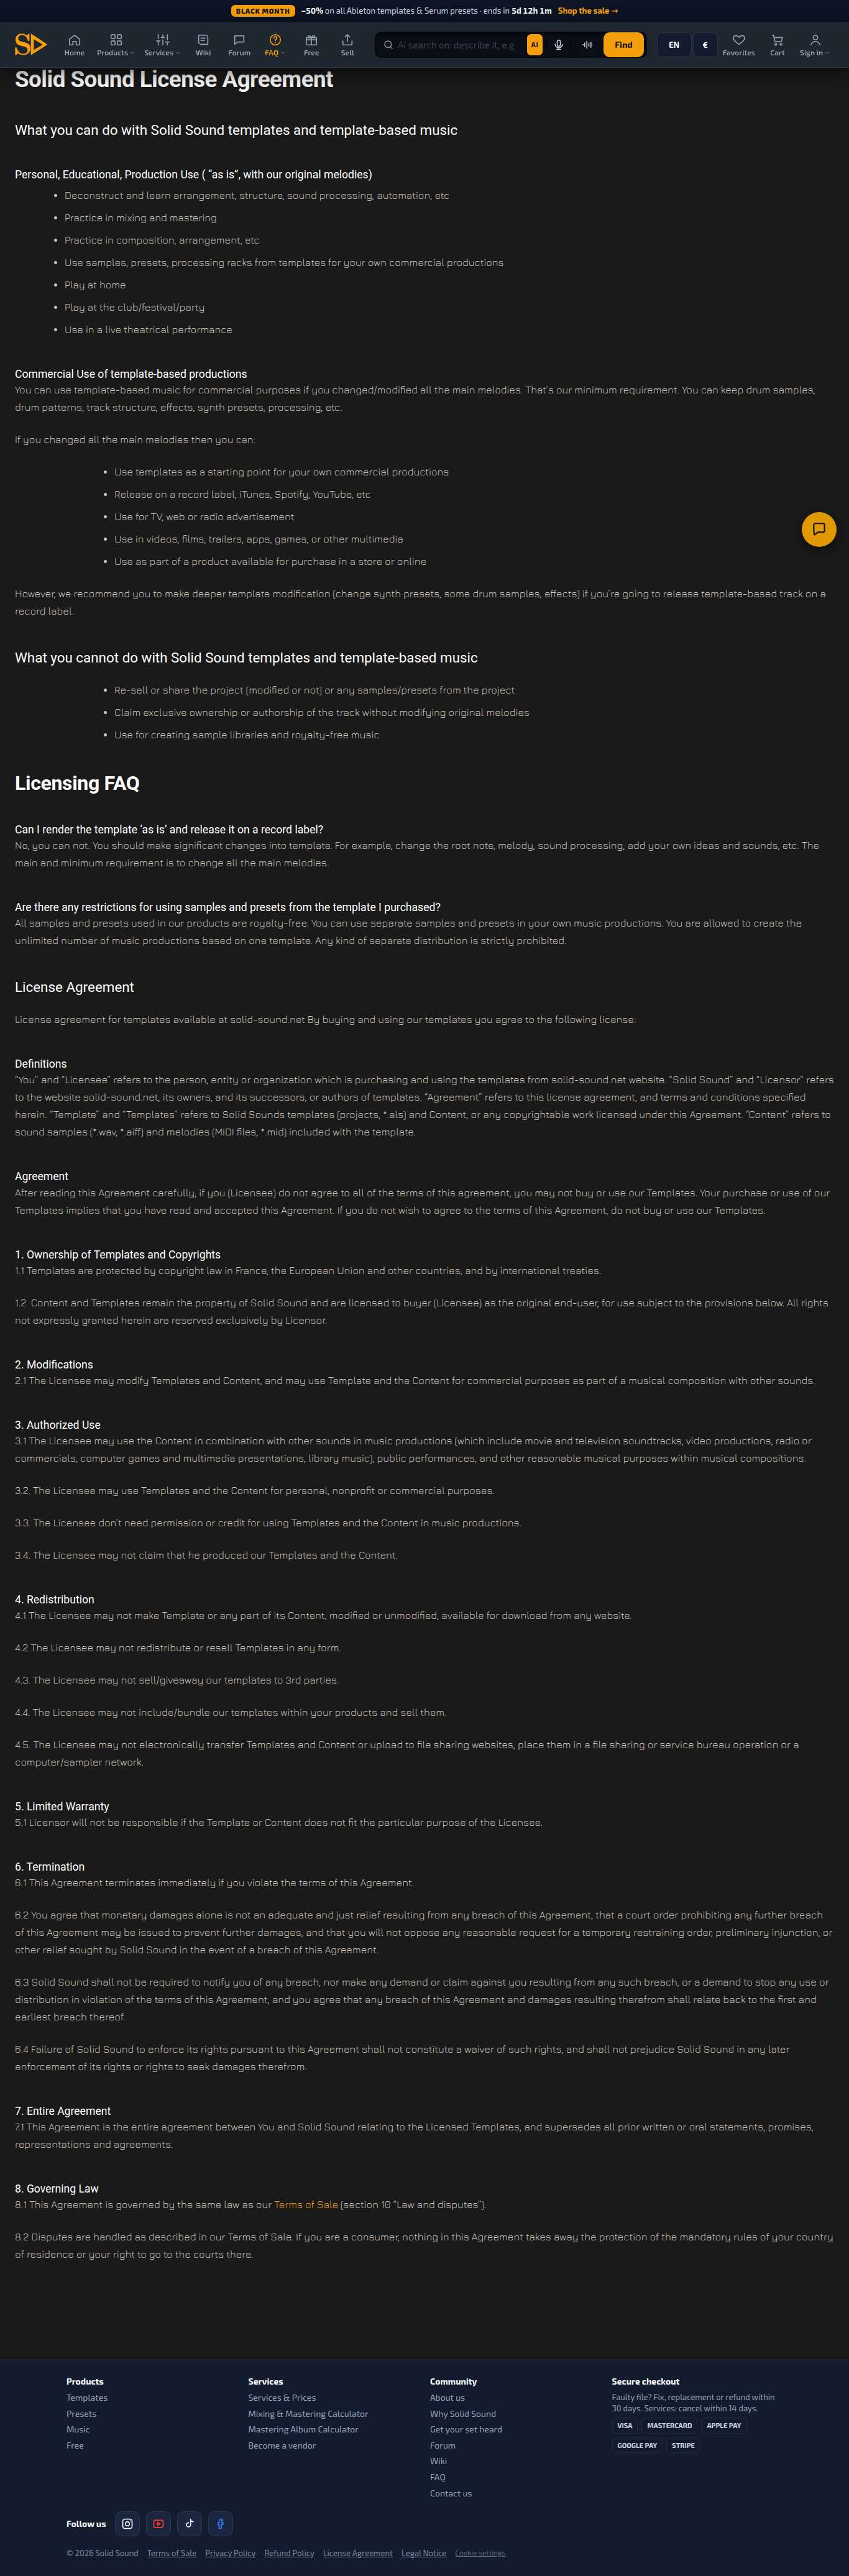 BLACK MONTH −50% on all Ableton templates & Serum presets · ends in 5d 12h 1m Shop the sale →
Home Products Services Wiki Forum FAQ Free Sell AI search on: describe it, e.g AI Find EN € Favorites Cart Sign in
Solid Sound License Agreement
What you can do with Solid Sound templates and template-based music
Personal, Educational, Production Use ( “as is”, with our original melodies)
• Deconstruct and learn arrangement, structure, sound processing, automation, etc
• Practice in mixing and mastering
• Practice in composition, arrangement, etc
• Use samples, presets, processing racks from templates for your own commercial productions
• Play at home
• Play at the club/festival/party
• Use in a live theatrical performance
Commercial Use of template-based productions
You can use template-based music for commercial purposes if you changed/modified all the main melodies. That’s our minimum requirement. You can keep drum samples,
drum patterns, track structure, effects, synth presets, processing, etc.
If you changed all the main melodies then you can:
• Use templates as a starting point for your own commercial productions
• Release on a record label, iTunes, Spotify, YouTube, etc
• Use for TV, web or radio advertisement
• Use in videos, films, trailers, apps, games, or other multimedia
• Use as part of a product available for purchase in a store or online
However, we recommend you to make deeper template modification (change synth presets, some drum samples, effects) if you’re going to release template-based track on a
record label.
What you cannot do with Solid Sound templates and template-based music
• Re-sell or share the project (modified or not) or any samples/presets from the project
• Claim exclusive ownership or authorship of the track without modifying original melodies
• Use for creating sample libraries and royalty-free music
Licensing FAQ
Can I render the template ‘as is’ and release it on a record label?
No, you can not. You should make significant changes into template. For example, change the root note, melody, sound processing, add your own ideas and sounds, etc. The
main and minimum requirement is to change all the main melodies.
Are there any restrictions for using samples and presets from the template I purchased?
All samples and presets used in our products are royalty-free. You can use separate samples and presets in your own music productions. You are allowed to create the
unlimited number of music productions based on one template. Any kind of separate distribution is strictly prohibited.
License Agreement
License agreement for templates available at solid-sound.net By buying and using our templates you agree to the following license:
Definitions
“You” and “Licensee” refers to the person, entity or organization which is purchasing and using the templates from solid-sound.net website. “Solid Sound” and “Licensor” refers
to the website solid-sound.net, its owners, and its successors, or authors of templates. “Agreement” refers to this license agreement, and terms and conditions specified
herein. “Template” and “Templates” refers to Solid Sounds templates (projects, *.als) and Content, or any copyrightable work licensed under this Agreement. “Content” refers to
sound samples (*.wav, *.aiff) and melodies (MIDI files, *.mid) included with the template.
Agreement
After reading this Agreement carefully, if you (Licensee) do not agree to all of the terms of this agreement, you may not buy or use our Templates. Your purchase or use of our
Templates implies that you have read and accepted this Agreement. If you do not wish to agree to the terms of this Agreement, do not buy or use our Templates.
1. Ownership of Templates and Copyrights
1.1 Templates are protected by copyright law in France, the European Union and other countries, and by international treaties.
1.2. Content and Templates remain the property of Solid Sound and are licensed to buyer (Licensee) as the original end-user, for use subject to the provisions below. All rights
not expressly granted herein are reserved exclusively by Licensor.
2. Modifications
2.1 The Licensee may modify Templates and Content, and may use Template and the Content for commercial purposes as part of a musical composition with other sounds.
3. Authorized Use
3.1 The Licensee may use the Content in combination with other sounds in music productions (which include movie and television soundtracks, video productions, radio or
commercials, computer games and multimedia presentations, library music), public performances, and other reasonable musical purposes within musical compositions.
3.2. The Licensee may use Templates and the Content for personal, nonprofit or commercial purposes.
3.3. The Licensee don’t need permission or credit for using Templates and the Content in music productions.
3.4. The Licensee may not claim that he produced our Templates and the Content.
4. Redistribution
4.1 The Licensee may not make Template or any part of its Content, modified or unmodified, available for download from any website.
4.2 The Licensee may not redistribute or resell Templates in any form.
4.3. The Licensee may not sell/giveaway our templates to 3rd parties.
4.4. The Licensee may not include/bundle our templates within your products and sell them.
4.5. The Licensee may not electronically transfer Templates and Content or upload to file sharing websites, place them in a file sharing or service bureau operation or a
computer/sampler network.
5. Limited Warranty
5.1 Licensor will not be responsible if the Template or Content does not fit the particular purpose of the Licensee.
6. Termination
6.1 This Agreement terminates immediately if you violate the terms of this Agreement.
6.2 You agree that monetary damages alone is not an adequate and just relief resulting from any breach of this Agreement, that a court order prohibiting any further breach
of this Agreement may be issued to prevent further damages, and that you will not oppose any reasonable request for a temporary restraining order, preliminary injunction, or
other relief sought by Solid Sound in the event of a breach of this Agreement.
6.3 Solid Sound shall not be required to notify you of any breach, nor make any demand or claim against you resulting from any such breach, or a demand to stop any use or
distribution in violation of the terms of this Agreement, and you agree that any breach of this Agreement and damages resulting therefrom shall relate back to the first and
earliest breach thereof.
6.4 Failure of Solid Sound to enforce its rights pursuant to this Agreement shall not constitute a waiver of such rights, and shall not prejudice Solid Sound in any later
enforcement of its rights or rights to seek damages therefrom.
7. Entire Agreement
7.1 This Agreement is the entire agreement between You and Solid Sound relating to the Licensed Templates, and supersedes all prior written or oral statements, promises,
representations and agreements.
8. Governing Law
8.1 This Agreement is governed by the same law as our Terms of Sale (section 10 “Law and disputes”).
8.2 Disputes are handled as described in our Terms of Sale. If you are a consumer, nothing in this Agreement takes away the protection of the mandatory rules of your country
of residence or your right to go to the courts there.
Products
Templates
Presets
Music
Free
Services
Services & Prices
Mixing & Mastering Calculator
Mastering Album Calculator
Become a vendor
Community
About us
Why Solid Sound
Get your set heard
Forum
Wiki
FAQ
Contact us
Secure checkout
Faulty file? Fix, replacement or refund within
30 days. Services: cancel within 14 days.
VISA MASTERCARD APPLE PAY
GOOGLE PAY STRIPE
Follow us
© 2026 Solid Sound Terms of Sale Privacy Policy Refund Policy License Agreement Legal Notice Cookie settings